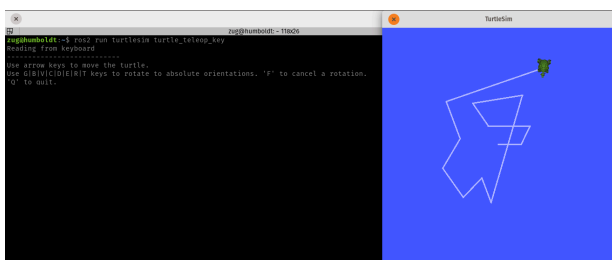 zug@humboldt: ~ 118x26
TurtleSim
zug@humboldt:~$ ros2 run turtlesim turtle_teleop_key
Reading from keyboard
---------------------------
Use arrow keys to move the turtle.
Use G|B|V|C|D|E|R|T keys to rotate to absolute orientations. 'F' to cancel a rotation.
'Q' to quit.